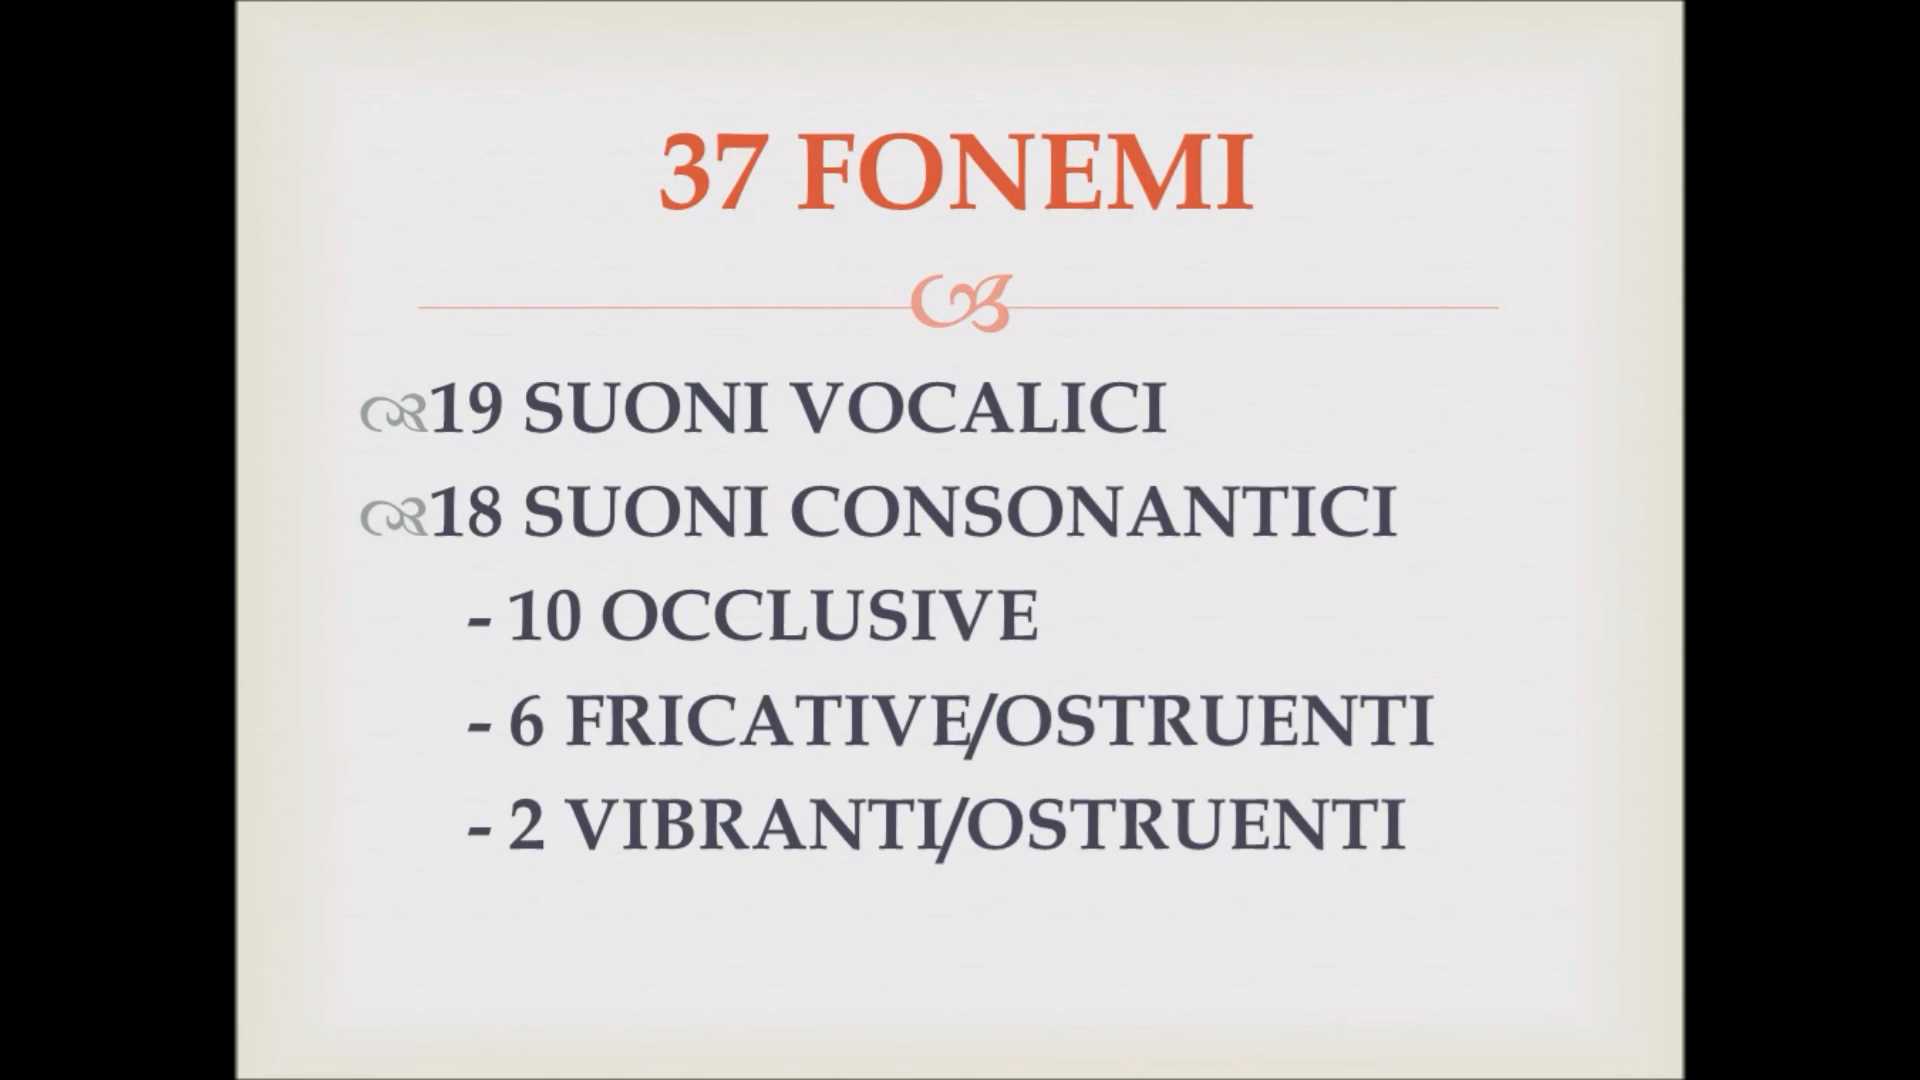 37 FONEMI
19 SUONI VOCALICI
18 SUONI CONSONANTICI
- 10 OCCLUSIVE
- 6 FRICATIVE/OSTRUENTI
- 2 VIBRANTI/OSTRUENTI